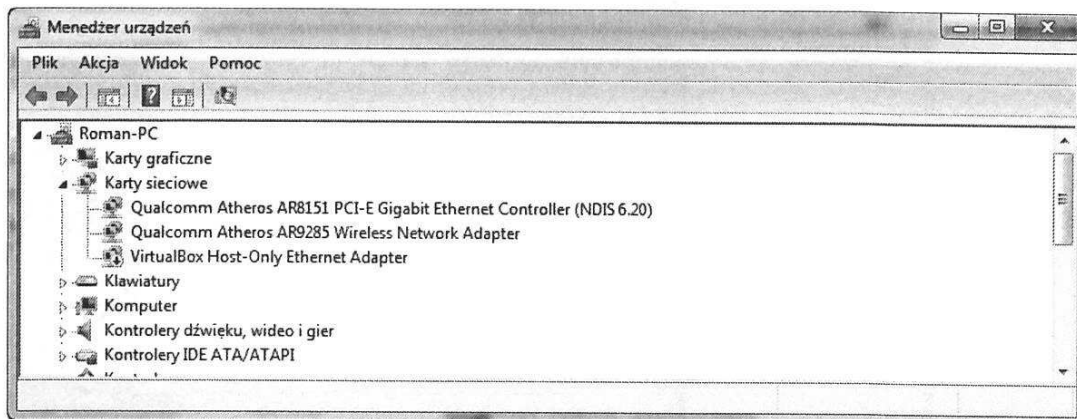 Menedżer urządzeń
Plik Akcja Widok Pomoc
Roman-PC
Karty graficzne
Karty sieciowe
Qualcomm Atheros AR8151 PCI-E Gigabit Ethernet Controller (NDIS 6.20)
Qualcomm Atheros AR9285 Wireless Network Adapter
VirtualBox Host-Only Ethernet Adapter
Klawiatury
Komputer
Kontrolery dźwięku, wideo i gier
Kontrolery IDE ATA/ATAPI